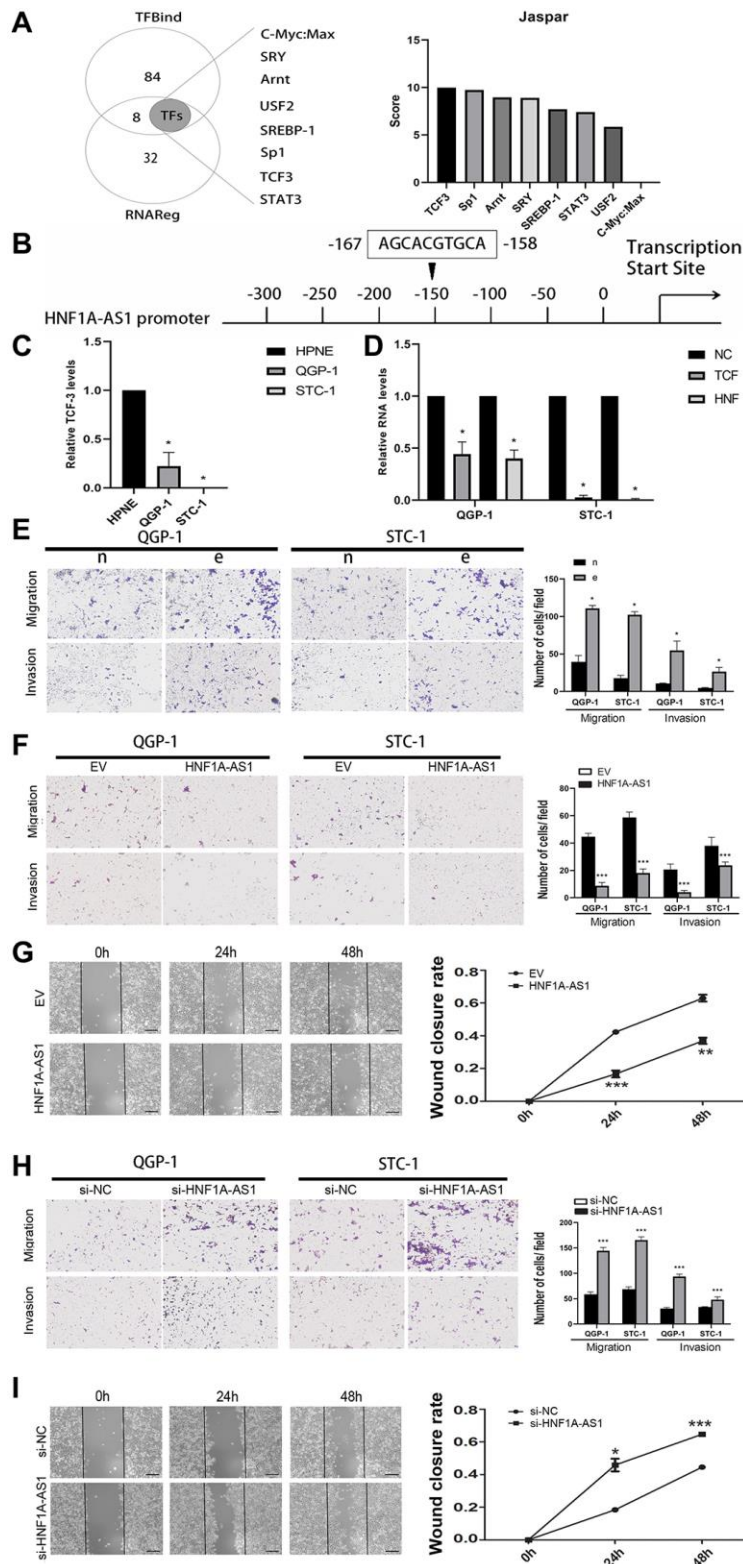 A
TFBind
84
8
TFs
32
RNAReg
C-Myc:Max
SRY
Arnt
USF2
SREBP-1
Sp1
TCF3
STAT3
Jaspar
Score
15
10
5
0
TCF3
Sp1
Arnt
SRY
SREBP-1
STAT3
USF2
C-Myc:Max
B
-167 AGCACGTGCA -158
Transcription
Start Site
-300 -250 -200 -150 -100 -50 0
HNF1A-AS1 promoter
C
Relative TCF-3 levels
1.5
1.0
0.5
0.0
* *
HPNE
QGP-1
STC-1
HPNE
QGP-1
STC-1
D
Relative RNA levels
1.5
1.0
0.5
0.0
* * * *
QGP-1 STC-1
NC
TCF
HNF
E
QGP-1 STC-1
n e n e
Migration
Invasion
n
e
Number of cells/ field
150
100
50
0
* * * *
QGP-1 STC-1 QGP-1 STC-1
Migration Invasion
F
QGP-1 STC-1
EV HNF1A-AS1 EV HNF1A-AS1
Migration
Invasion
EV
HNF1A-AS1
Number of cells/ field
80
60
40
20
0
*** *** *** ***
QGP-1 STC-1 QGP-1 STC-1
Migration Invasion
G
0h 24h 48h
EV
HNF1A-AS1
Wound closure rate
0.8
0.6
0.4
0.2
0.0
EV
HNF1A-AS1
*** **
0h 24h 48h
H
QGP-1 STC-1
si-NC si-HNF1A-AS1 si-NC si-HNF1A-AS1
Migration
Invasion
si-NC
si-HNF1A-AS1
Number of cells/ field
200
150
100
50
0
*** *** *** ***
QGP-1 STC-1 QGP-1 STC-1
Migration Invasion
I
0h 24h 48h
si-NC
si-HNF1A-AS1
Wound closure rate
0.8
0.6
0.4
0.2
0.0
si-NC
si-HNF1A-AS1
* ***
0h 24h 48h